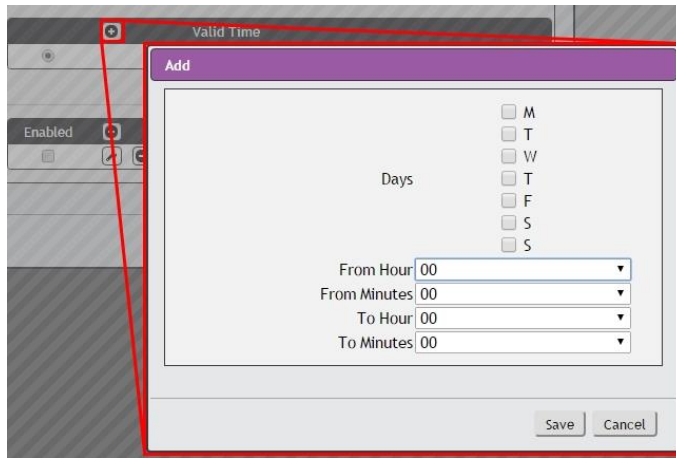 Valid Time
Add
Enabled
Days
M
T
W
T
F
S
S
From Hour 00
From Minutes 00
To Hour 00
To Minutes 00
Save Cancel